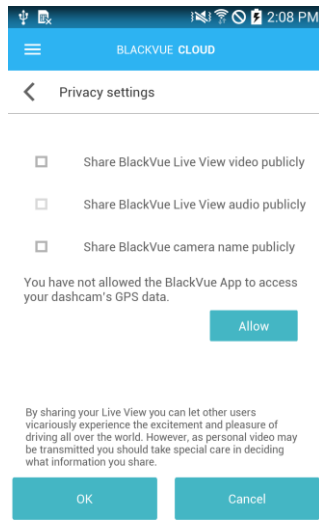 2:08 PM
BLACKVUE CLOUD
Privacy settings
Share BlackVue Live View video publicly
Share BlackVue Live View audio publicly
Share BlackVue camera name publicly
You have not allowed the BlackVue App to access
your dashcam's GPS data.
Allow
By sharing your Live View you can let other users
vicariously experience the excitement and pleasure of
driving all over the world. However, as personal video may
be transmitted you should take special care in deciding
what information you share.
OK
Cancel